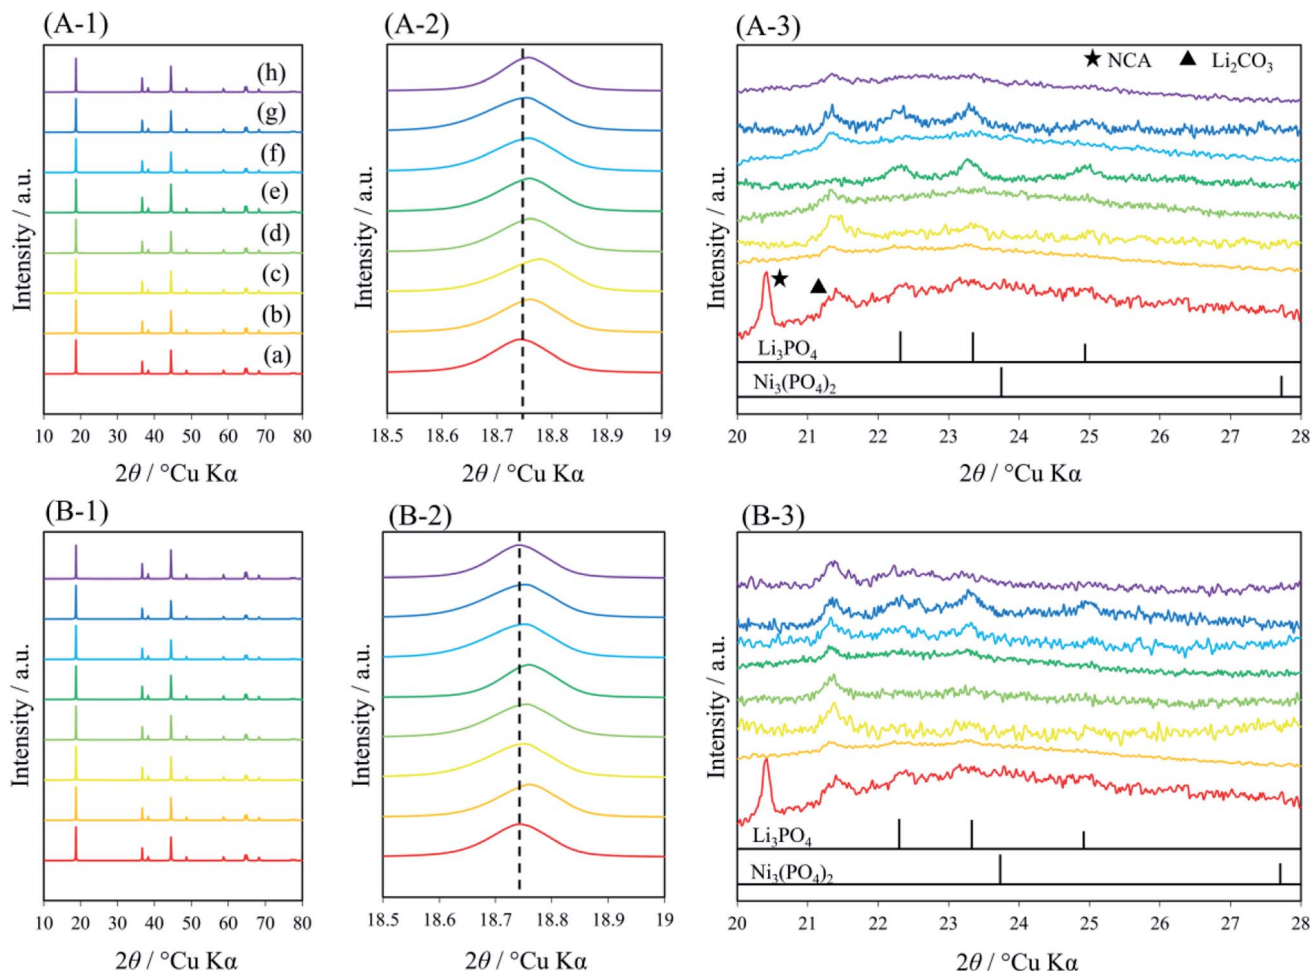 (A-1)
(A-2)
(A-3)
Intensity / a.u.
(h)
(g)
(f)
(e)
(d)
(c)
(b)
(a)
10 20 30 40 50 60 70 80
2θ / °Cu Kα
Intensity / a.u.
18.5 18.6 18.7 18.8 18.9 19
2θ / °Cu Kα
Intensity / a.u.
★ NCA ▲ Li₂CO₃
★
▲
Li₃PO₄
Ni₃(PO₄)₂
20 21 22 23 24 25 26 27 28
2θ / °Cu Kα
(B-1)
(B-2)
(B-3)
Intensity / a.u.
10 20 30 40 50 60 70 80
2θ / °Cu Kα
Intensity / a.u.
18.5 18.6 18.7 18.8 18.9 19
2θ / °Cu Kα
Intensity / a.u.
Li₃PO₄
Ni₃(PO₄)₂
20 21 22 23 24 25 26 27 28
2θ / °Cu Kα